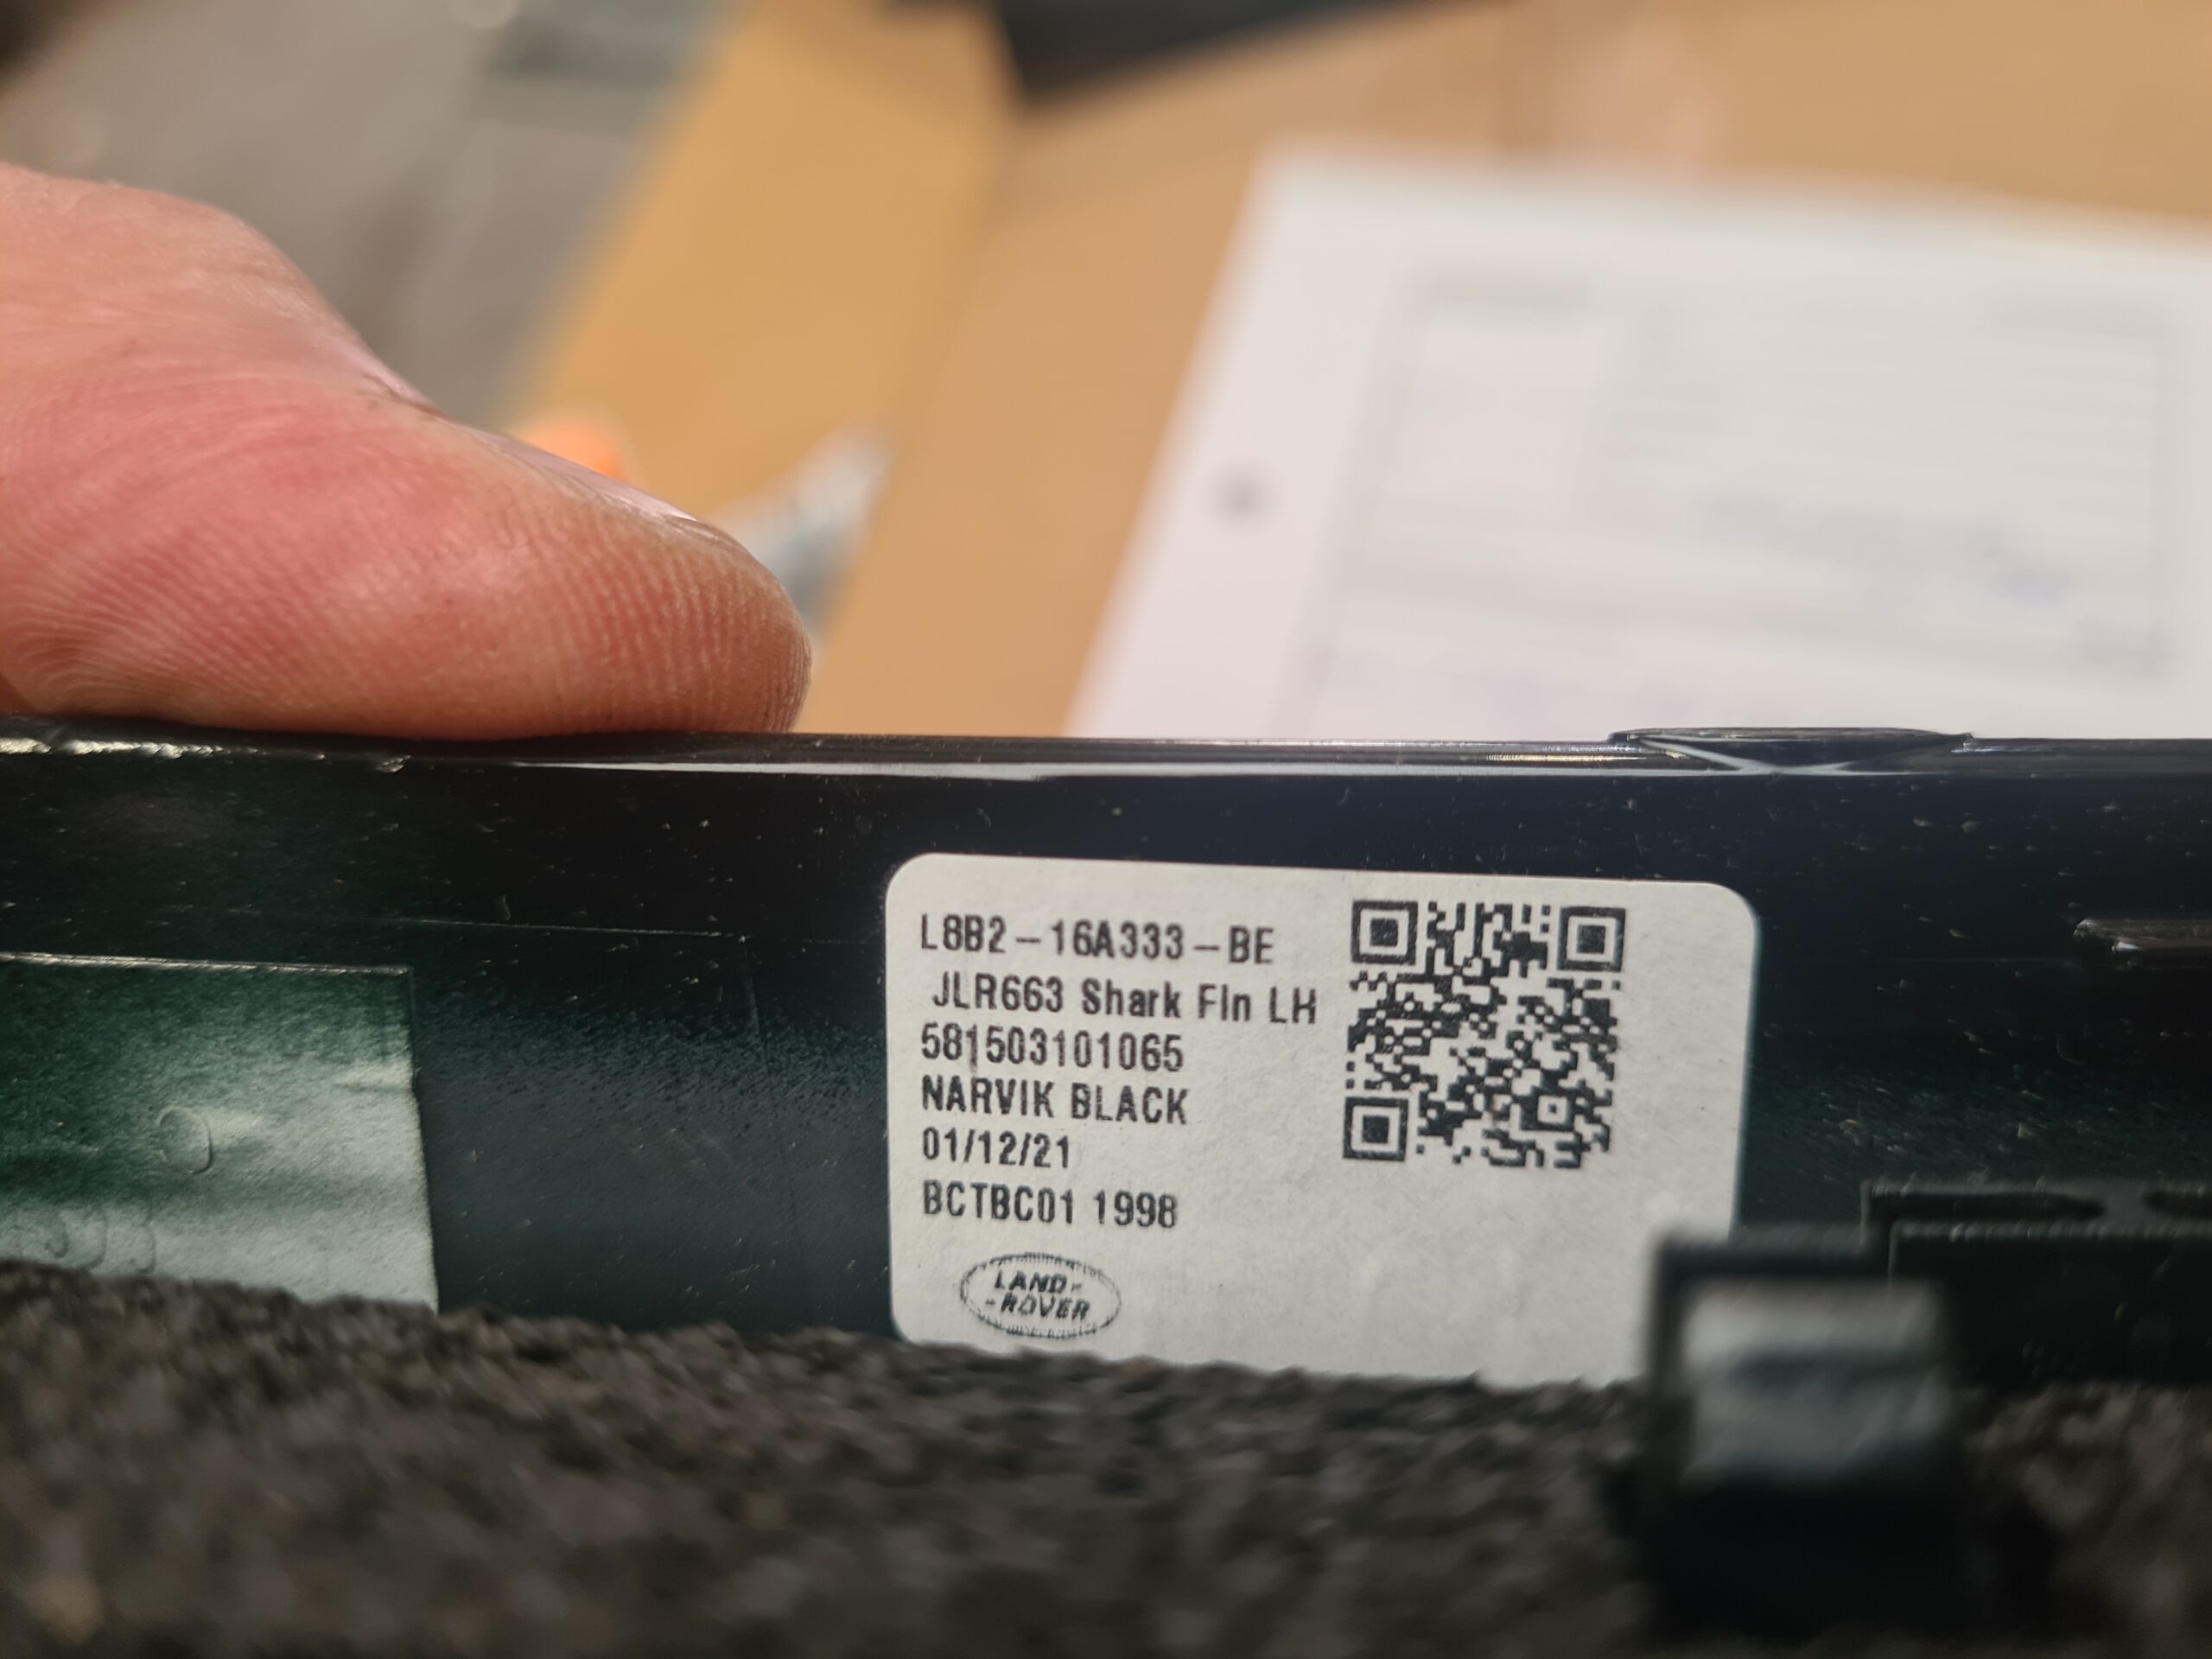 L8B2-16A333-BE
JLR663 Shark Fin LH
581503101065
NARVIK BLACK
01/12/21
BCTBC01 1998
LAND-
-ROVER